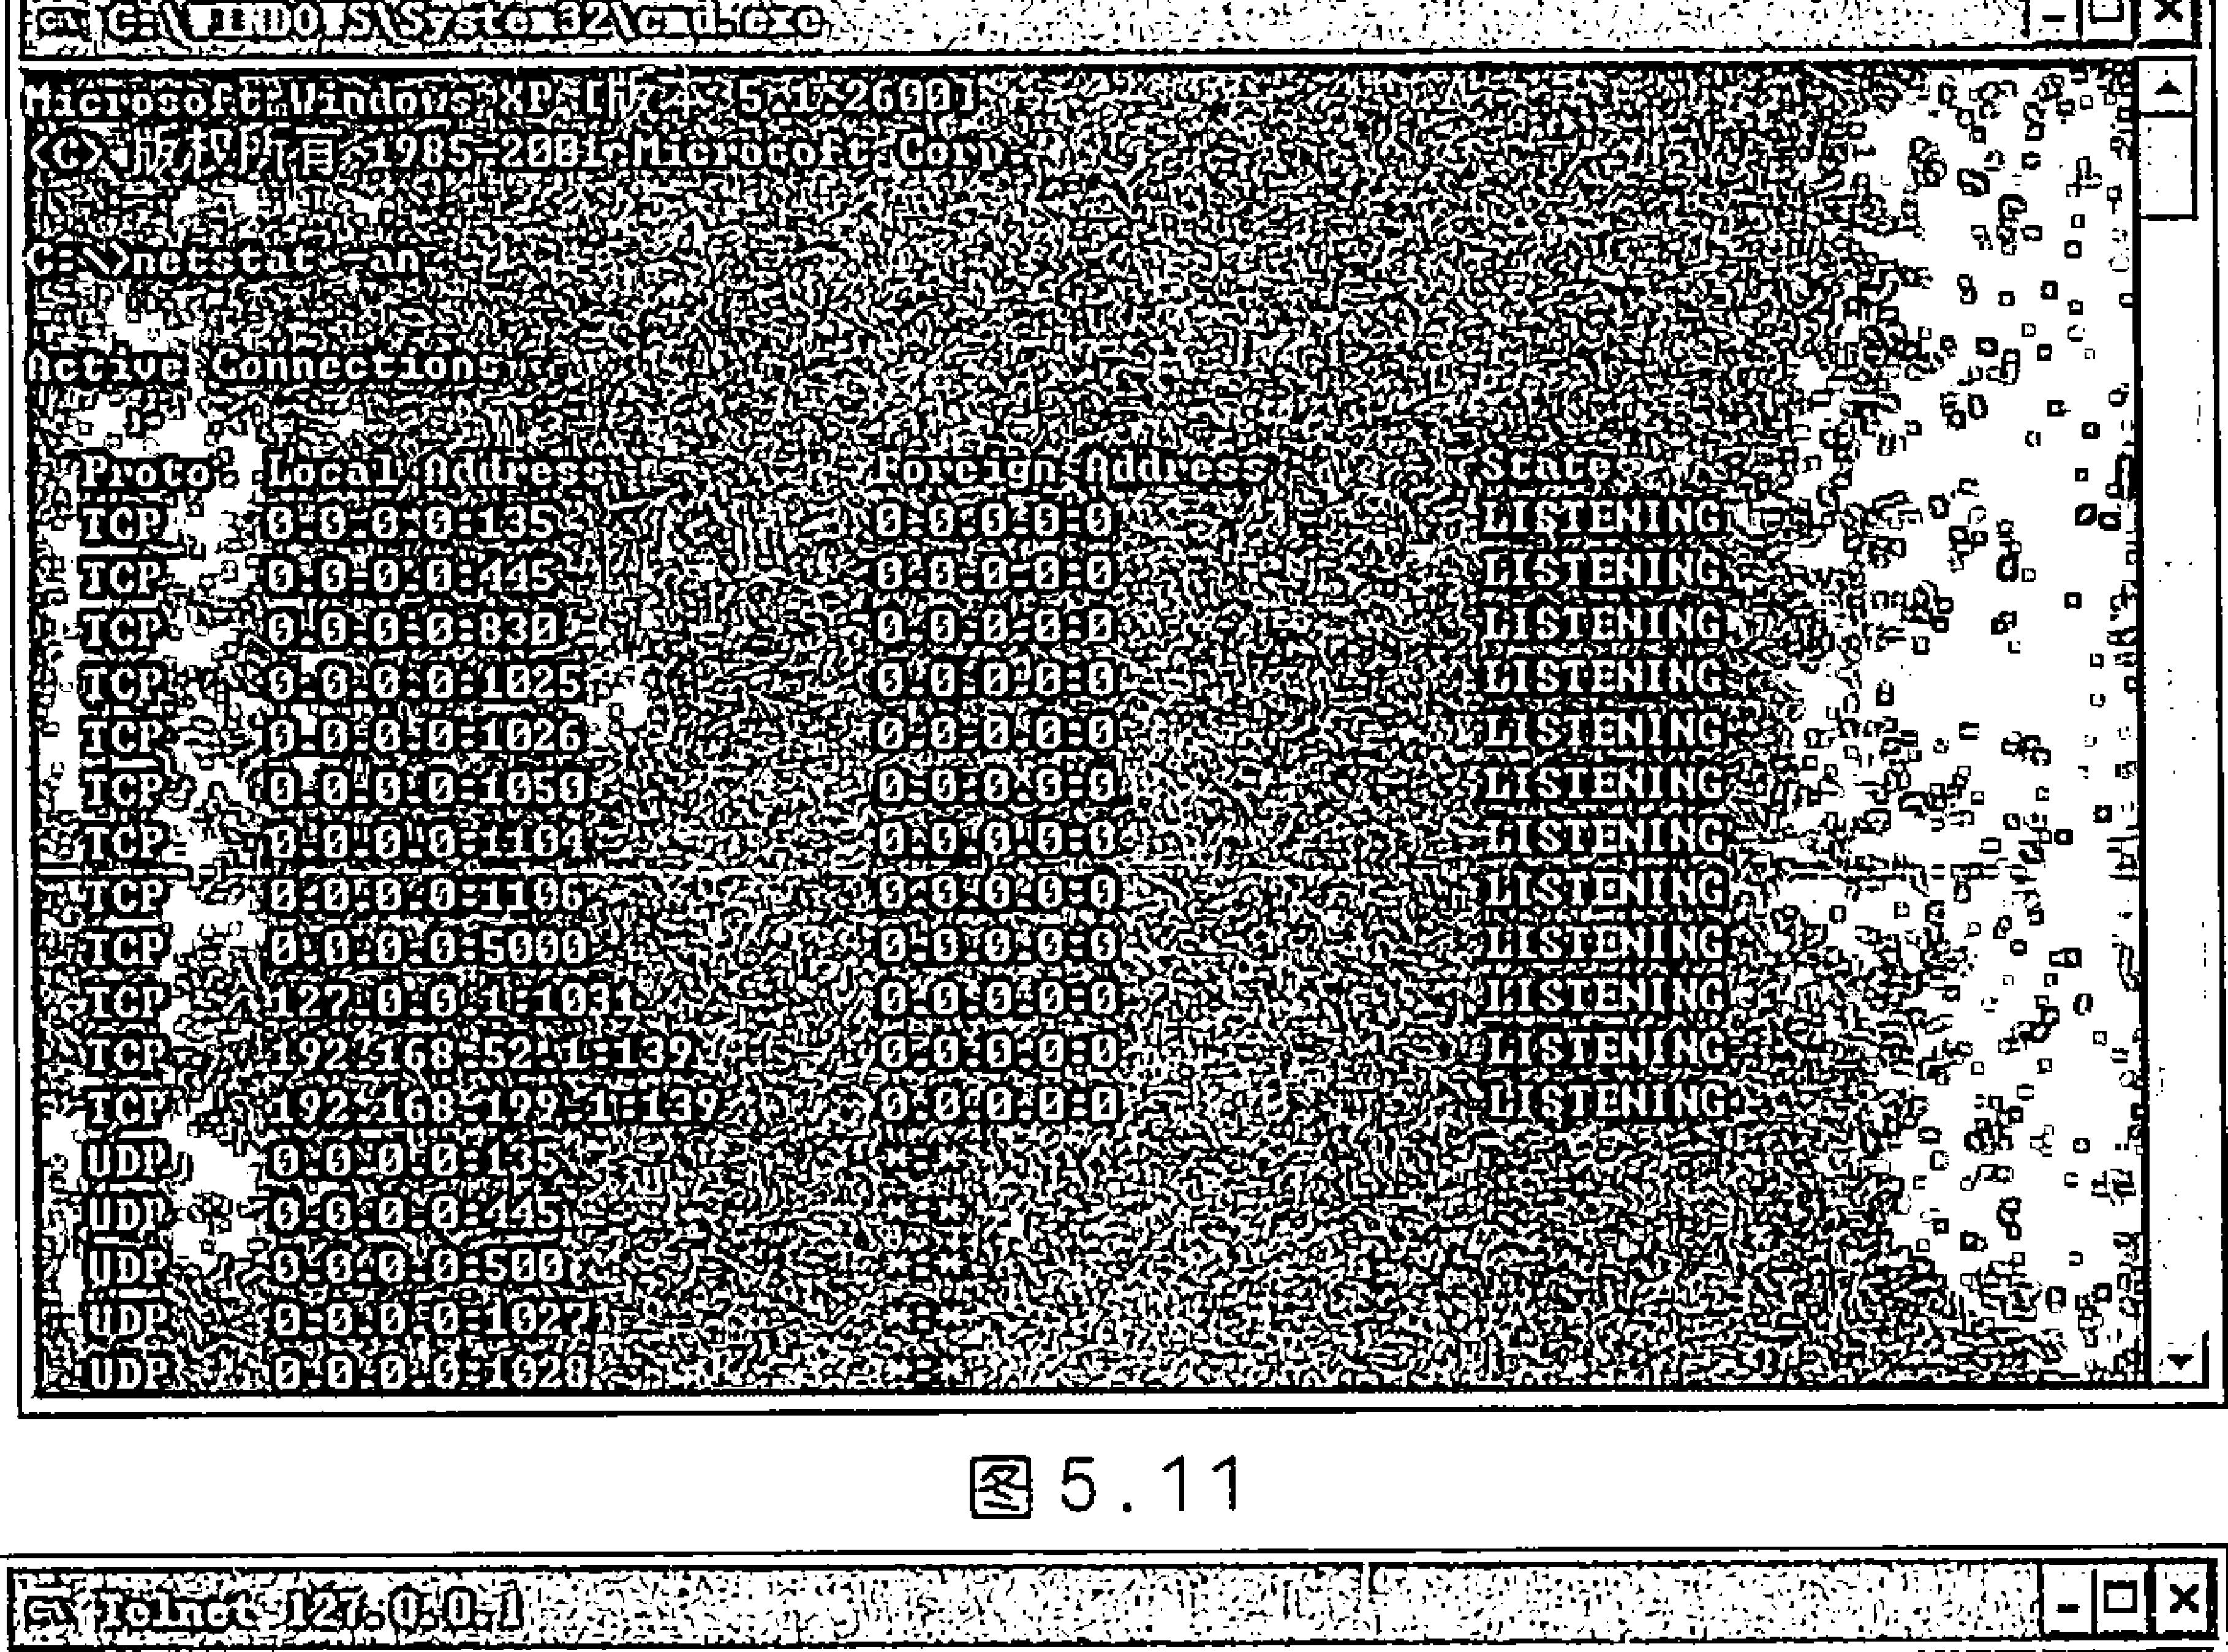 C:\WINDOWS\System32\cmd.exe
Microsoft Windows XP [版本 5.1.2600]
<C> 版权所有 1985-2001 Microsoft Corp.
C:\>netstat -an
Active Connections
Proto Local Address Foreign Address State
TCP 0.0.0.0:135 0.0.0.0:0 LISTENING
TCP 0.0.0.0:445 0.0.0.0:0 LISTENING
TCP 0.0.0.0:830 0.0.0.0:0 LISTENING
TCP 0.0.0.0:1025 0.0.0.0:0 LISTENING
TCP 0.0.0.0:1026 0.0.0.0:0 LISTENING
TCP 0.0.0.0:1050 0.0.0.0:0 LISTENING
TCP 0.0.0.0:1104 0.0.0.0:0 LISTENING
TCP 0.0.0.0:1106 0.0.0.0:0 LISTENING
TCP 0.0.0.0:5000 0.0.0.0:0 LISTENING
TCP 127.0.0.1:1031 0.0.0.0:0 LISTENING
TCP 192.168.52.1:139 0.0.0.0:0 LISTENING
TCP 192.168.199.1:139 0.0.0.0:0 LISTENING
UDP 0.0.0.0:135 *:*
UDP 0.0.0.0:445 *:*
UDP 0.0.0.0:500 *:*
UDP 0.0.0.0:1027 *:*
UDP 0.0.0.0:1028 *:*
图 5.11
Telnet 127.0.0.1